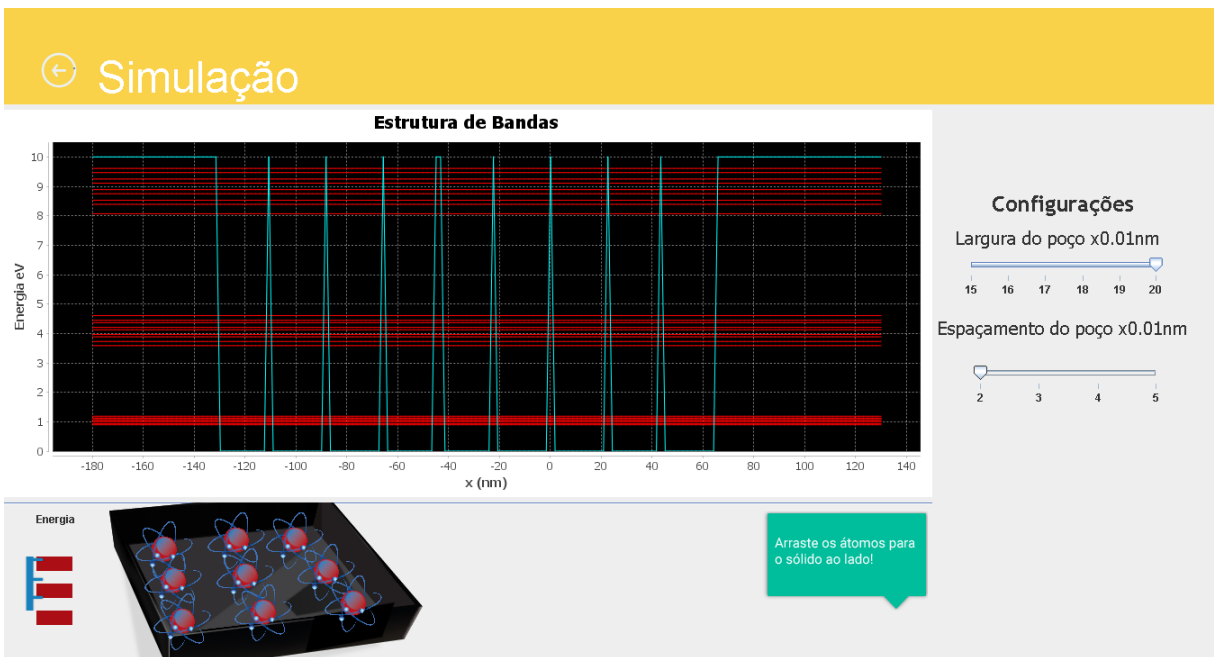 Simulação
Estrutura de Bandas
10
9
8
7
6
5
4
3
2
1
0
Energia eV
-180 -160 -140 -120 -100 -80 -60 -40 -20 0 20 40 60 80 100 120 140
x (nm)
Configurações
Largura do poço x0.01nm
15 16 17 18 19 20
Espaçamento do poço x0.01nm
2 3 4 5
Energia
Arraste os átomos para
o sólido ao lado!